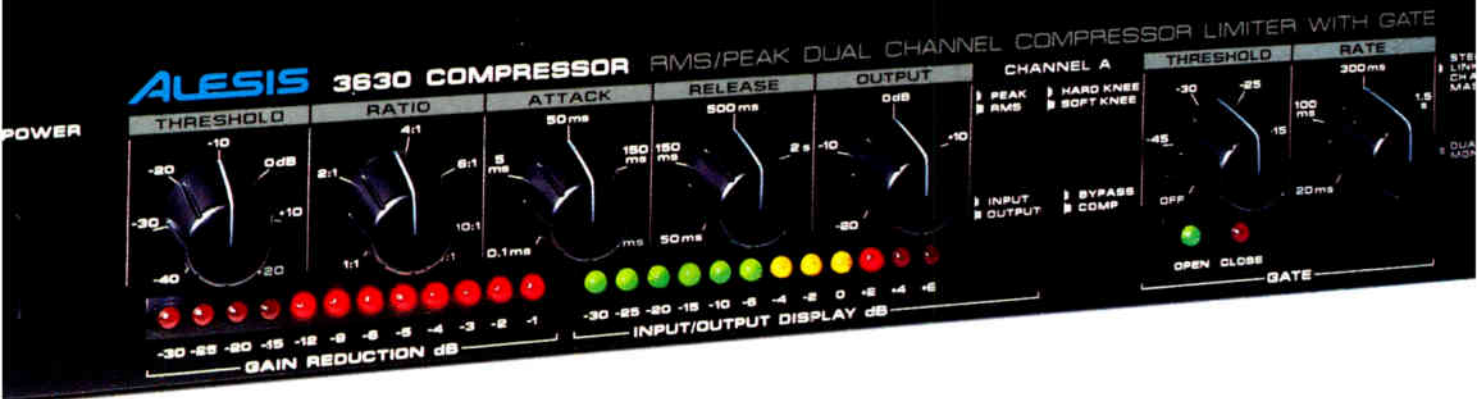 ALESIS 3630 COMPRESSOR RMS/PEAK DUAL CHANNEL COMPRESSOR LIMITER WITH GATE
POWER
THRESHOLD
-40
-30
-20
-10
0dB
+10
+20
RATIO
1:1
2:1
4:1
6:1
10:1
ATTACK
0.1ms
5 ms
50ms
150 ms
RELEASE
50ms
150 ms
500ms
2s
OUTPUT
-20
-10
0dB
+10
CHANNEL A
PEAK
RMS
HARD KNEE
SOFT KNEE
INPUT
OUTPUT
BYPASS
COMP
THRESHOLD
OFF
-45
-30
-25
-15
RATE
20ms
100 ms
300ms
1.5 s
OPEN CLOSE
GATE
-30 -25 -20 -15 -12 -9 -6 -5 -4 -3 -2 -1
GAIN REDUCTION dB
-30 -25 -20 -15 -10 -6 -4 -2 0 +2 +4 +6
INPUT/OUTPUT DISPLAY dB